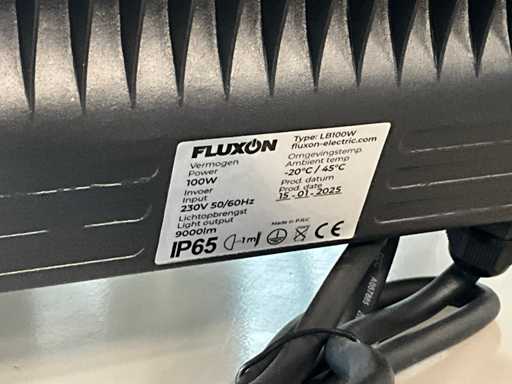 FLUXON
Type: LB100W
fluxon-electric.com
Vermogen
Power
100W
Invoer
Input
230V 50/60Hz
Lichtopbrengst
Light output
9000lm
Omgevingstemp.
Ambient temp
-20°C / 45°C
Prod. datum
Prod. date
15-01-2025
Made in P.R.C
IP65
1m
CE